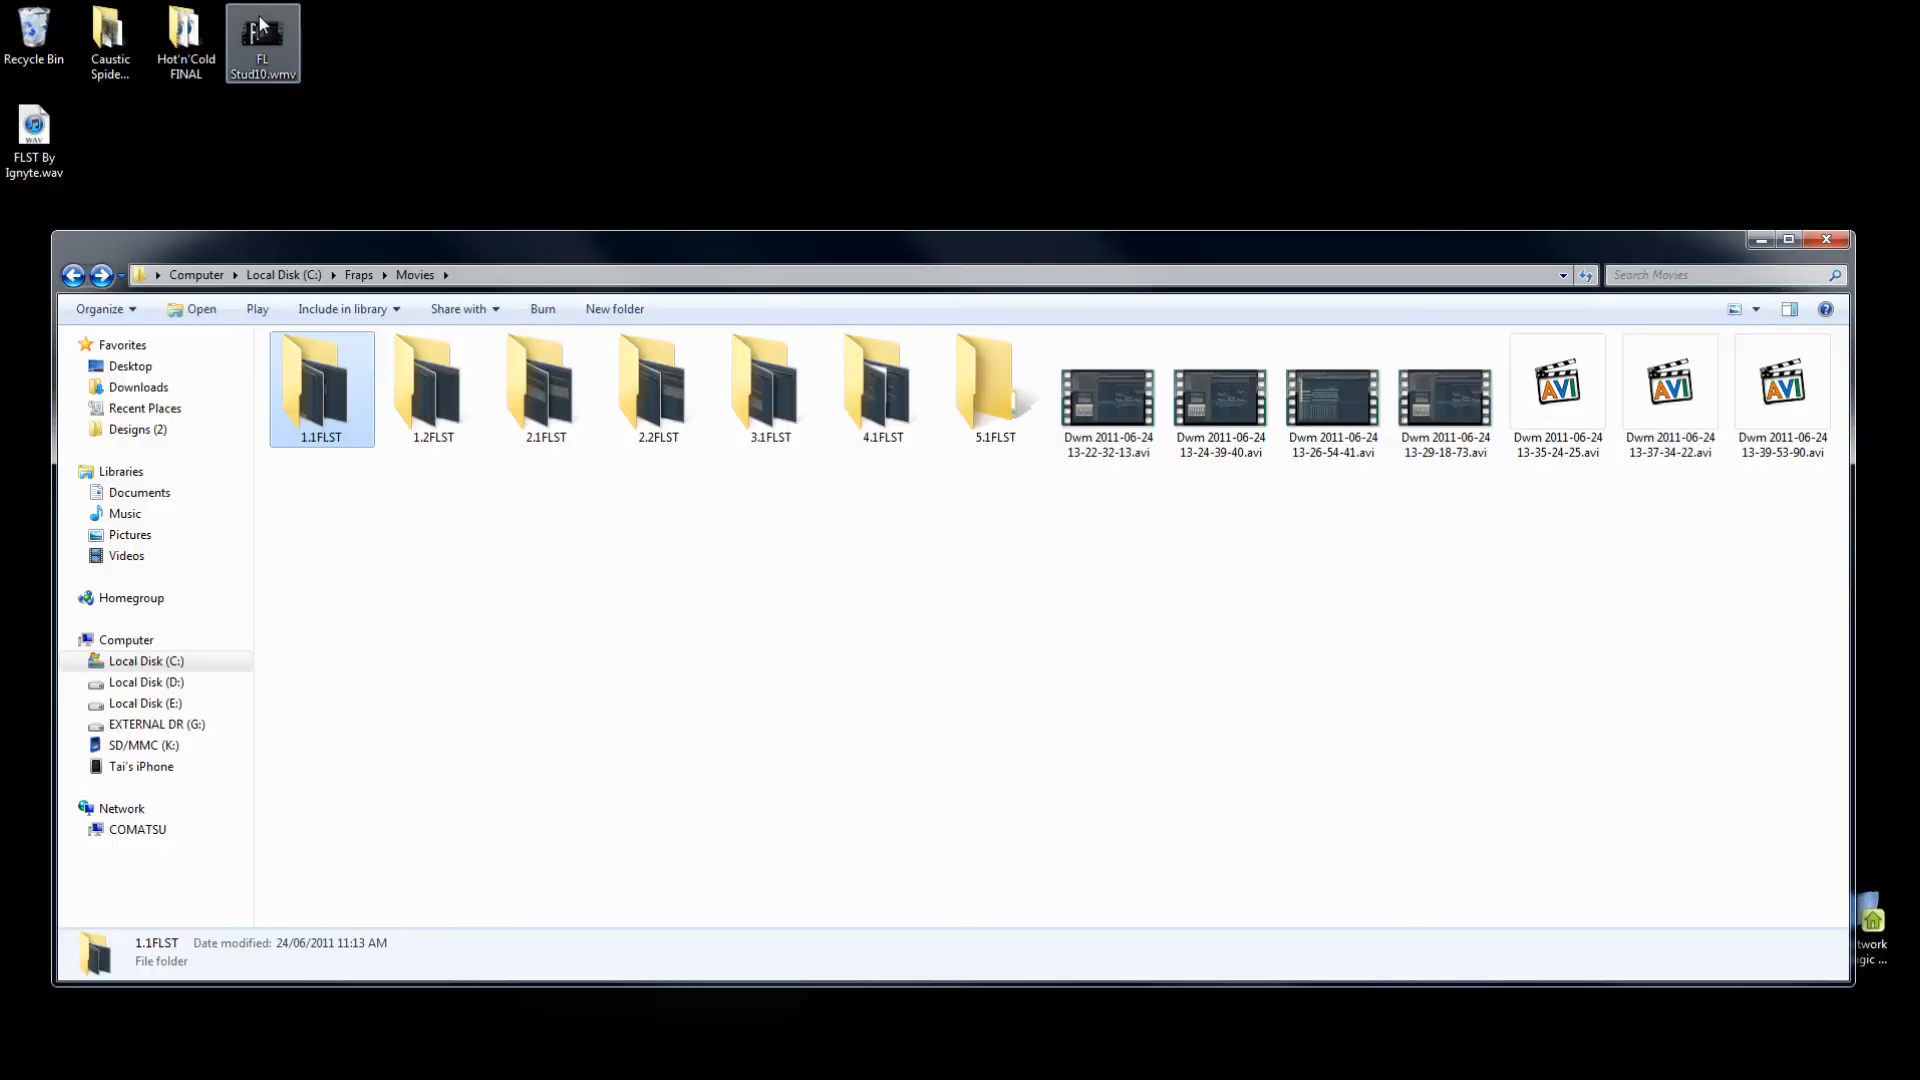 Recycle Bin
Caustic
Spide...
Hot'n'Cold
FINAL
FL
Stud10.wmv
WAV
FLST By
Ignyte.wav
Computer
Local Disk (C:)
Fraps
Movies
Search Movies
Organize
Open
Play
Include in library
Share with
Burn
New folder
Favorites
Desktop
Downloads
Recent Places
Designs (2)
Libraries
Documents
Music
Pictures
Videos
Homegroup
Computer
Local Disk (C:)
Local Disk (D:)
Local Disk (E:)
EXTERNAL DR (G:)
SD/MMC (K:)
Tai's iPhone
Network
COMATSU
1.1FLST
1.2FLST
2.1FLST
2.2FLST
3.1FLST
4.1FLST
5.1FLST
Dwm 2011-06-24
13-22-32-13.avi
Dwm 2011-06-24
13-24-39-40.avi
Dwm 2011-06-24
13-26-54-41.avi
Dwm 2011-06-24
13-29-18-73.avi
AVI
Dwm 2011-06-24
13-35-24-25.avi
AVI
Dwm 2011-06-24
13-37-34-22.avi
AVI
Dwm 2011-06-24
13-39-53-90.avi
1.1FLST
Date modified: 24/06/2011 11:13 AM
File folder
twork
gic ...